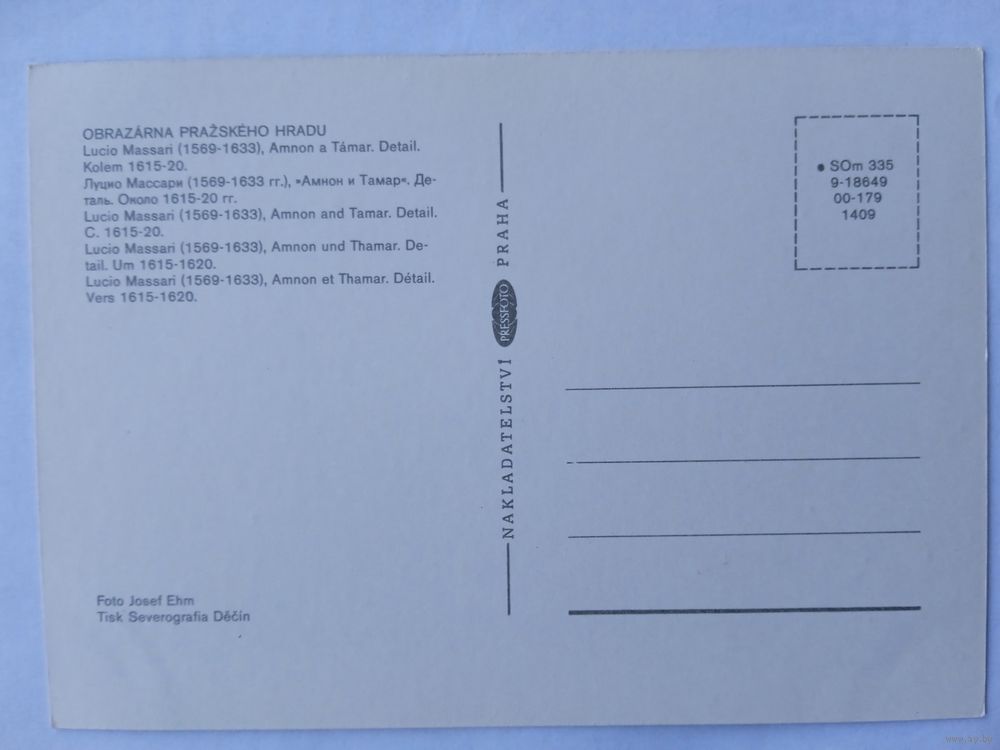 OBRAZÁRNA PRAŽSKÉHO HRADU
Lucio Massari (1569-1633), Amnon a Támar. Detail.
Kolem 1615-20.
Луцио Массари (1569-1633 гг.), »Амнон и Тамар«. Де-
таль. Около 1615-20 гг.
Lucio Massari (1569-1633), Amnon and Tamar. Detail.
C. 1615-20.
Lucio Massari (1569-1633), Amnon und Thamar. De-
tail. Um 1615-1620.
Lucio Massari (1569-1633), Amnon et Thamar. Détail.
Vers 1615-1620.
Foto Josef Ehm
Tisk Severografia Děčín
NAKLADATELSTVÍ PRESSFOTO PRAHA
● SOm 335
9-18649
00-179
1409
www.ay.by